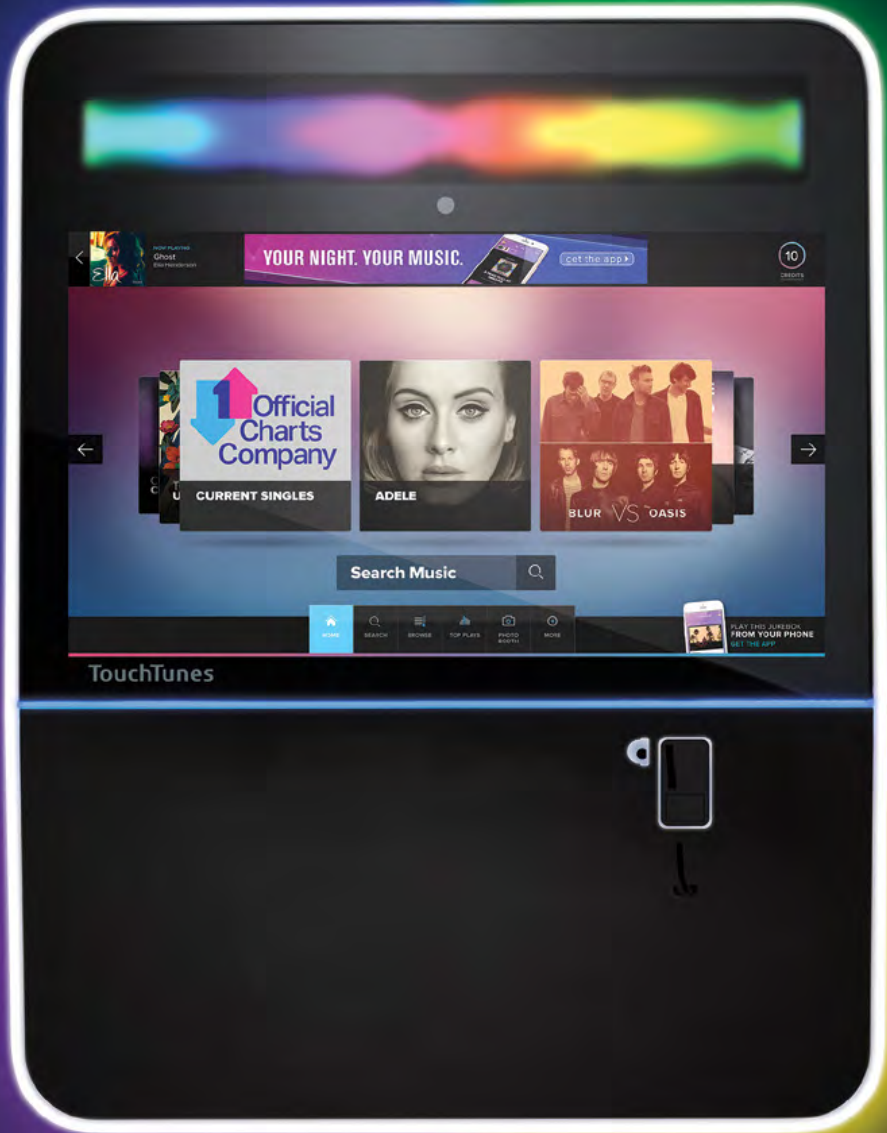 NOW PLAYING
Ghost
Ella Henderson
Ella
YOUR NIGHT. YOUR MUSIC.
get the app
10
CREDITS
1
Official
Charts
Company
CURRENT SINGLES
ADELE
BLUR VS OASIS
Search Music
HOME
SEARCH
BROWSE
TOP PLAYS
PHOTO
BOOTH
MORE
PLAY THIS JUKEBOX
FROM YOUR PHONE
GET THE APP
TouchTunes